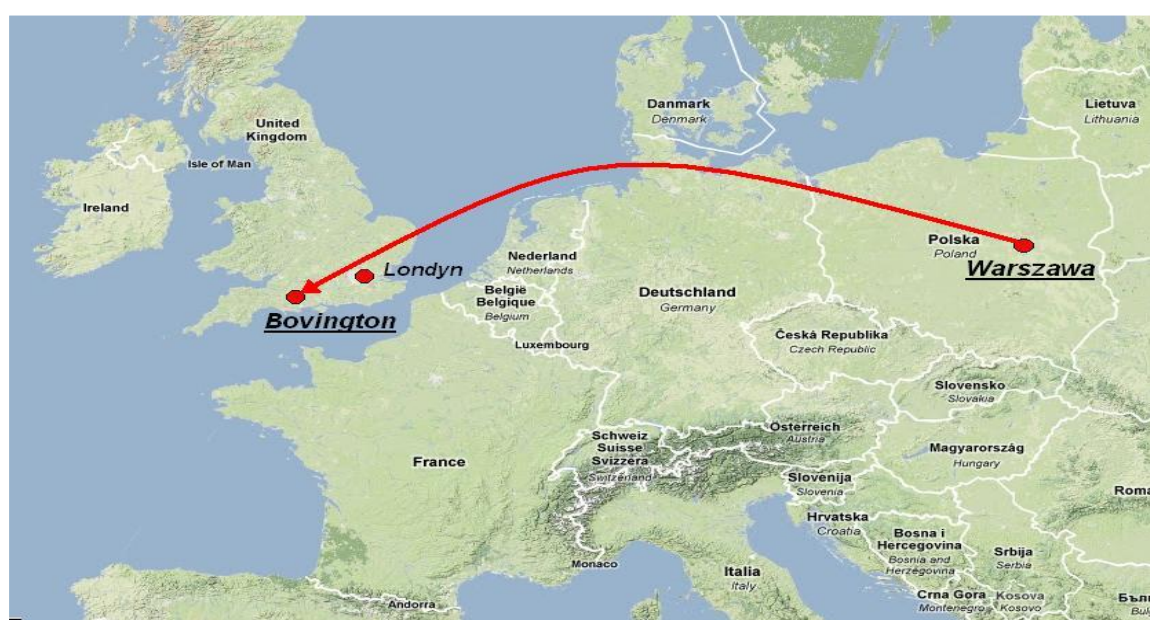 Danmark
Denmark
Lietuva
Lithuania
United
Kingdom
Isle of Man
Ireland
Polska
Poland
Warszawa
Londyn
Nederland
Netherlands
België
Belgique
Belgium
Deutschland
Germany
Bovington
Luxembourg
Česká Republika
Czech Republic
Slovensko
Slovakia
Österreich
Austria
Schweiz
Suisse
Svizzera
Switzerland
Magyarország
Hungary
France
Slovenija
Slovenia
Roma
Hrvatska
Croatia
Bosna i
Hercegovina
Bosnia and
Herzegovina
Srbija
Serbia
Monaco
Italia
Italy
Crna Gora
Montenegro
Kosova
Kosovo
Бълг
Bul
Andorra